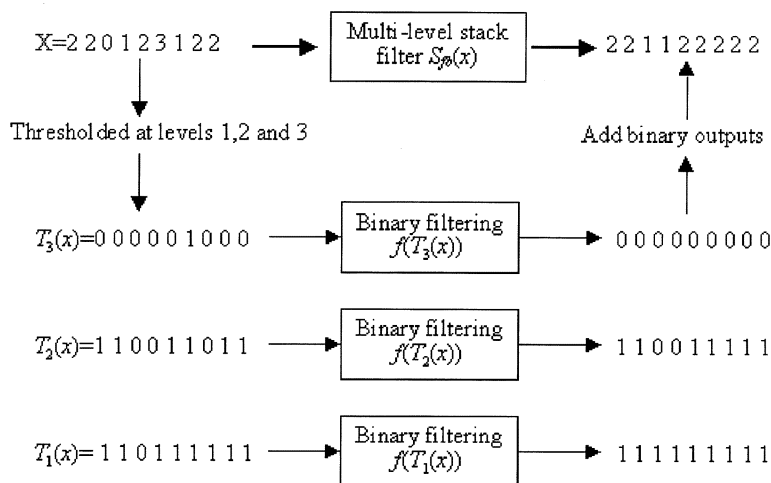 X=2 2 0 1 2 3 1 2 2
Multi-level stack
filter S_fb(x)
2 2 1 1 2 2 2 2 2
Thresholded at levels 1,2 and 3
Add binary outputs
T3(x)=0 0 0 0 0 1 0 0 0
Binary filtering
f(T3(x))
0 0 0 0 0 0 0 0 0
T2(x)=1 1 0 0 1 1 0 1 1
Binary filtering
f(T2(x))
1 1 0 0 1 1 1 1 1
T1(x)= 1 1 0 1 1 1 1 1 1
Binary filtering
f(T1(x))
1 1 1 1 1 1 1 1 1